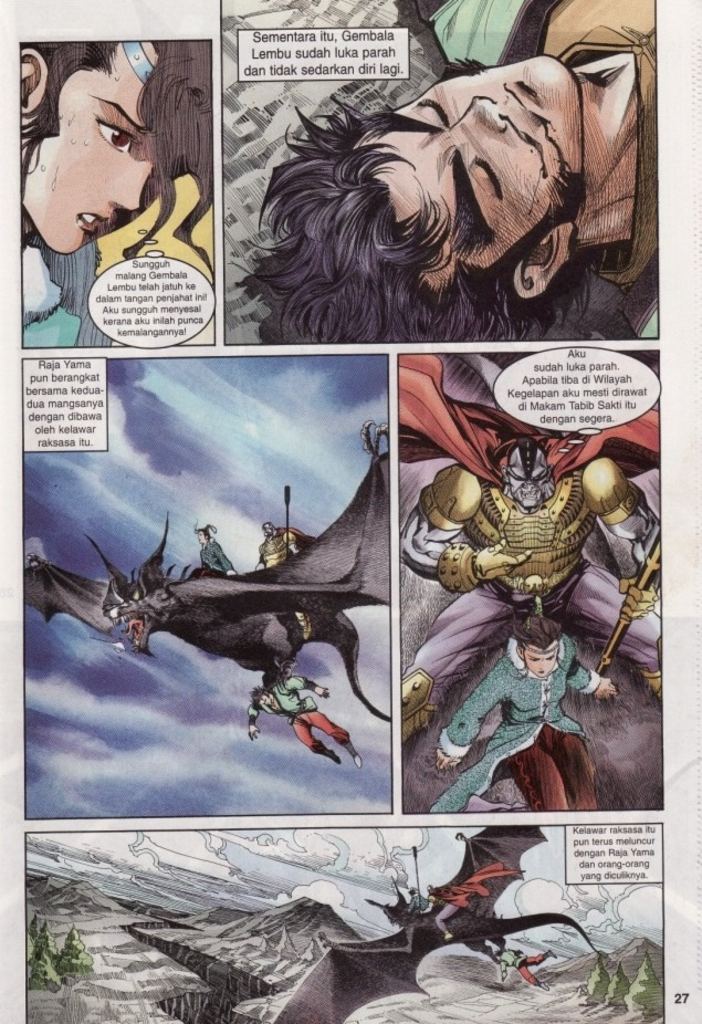 Sementara itu, Gembala
Lembu sudah luka parah
dan tidak sedarkan diri lagi.
Sungguh
malang Gembala
Lembu telah jatuh ke
dalam tangan penjahat ini!
Aku sungguh menyesal
kerana aku inilah punca
kemalangannya!
Raja Yama
pun berangkat
bersama kedua-
dua mangsanya
dengan dibawa
oleh kelawar
raksasa itu.
Aku
sudah luka parah.
Apabila tiba di Wilayah
Kegelapan aku mesti dirawat
di Makam Tabib Sakti itu
dengan segera.
Kelawar raksasa itu
pun terus meluncur
dengan Raja Yama
dan orang-orang
yang diculiknya.
27